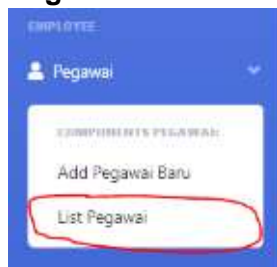 EMPLOYEE
Pegawai
COMPONENTS PEGAWAI:
Add Pegawai Baru
List Pegawai